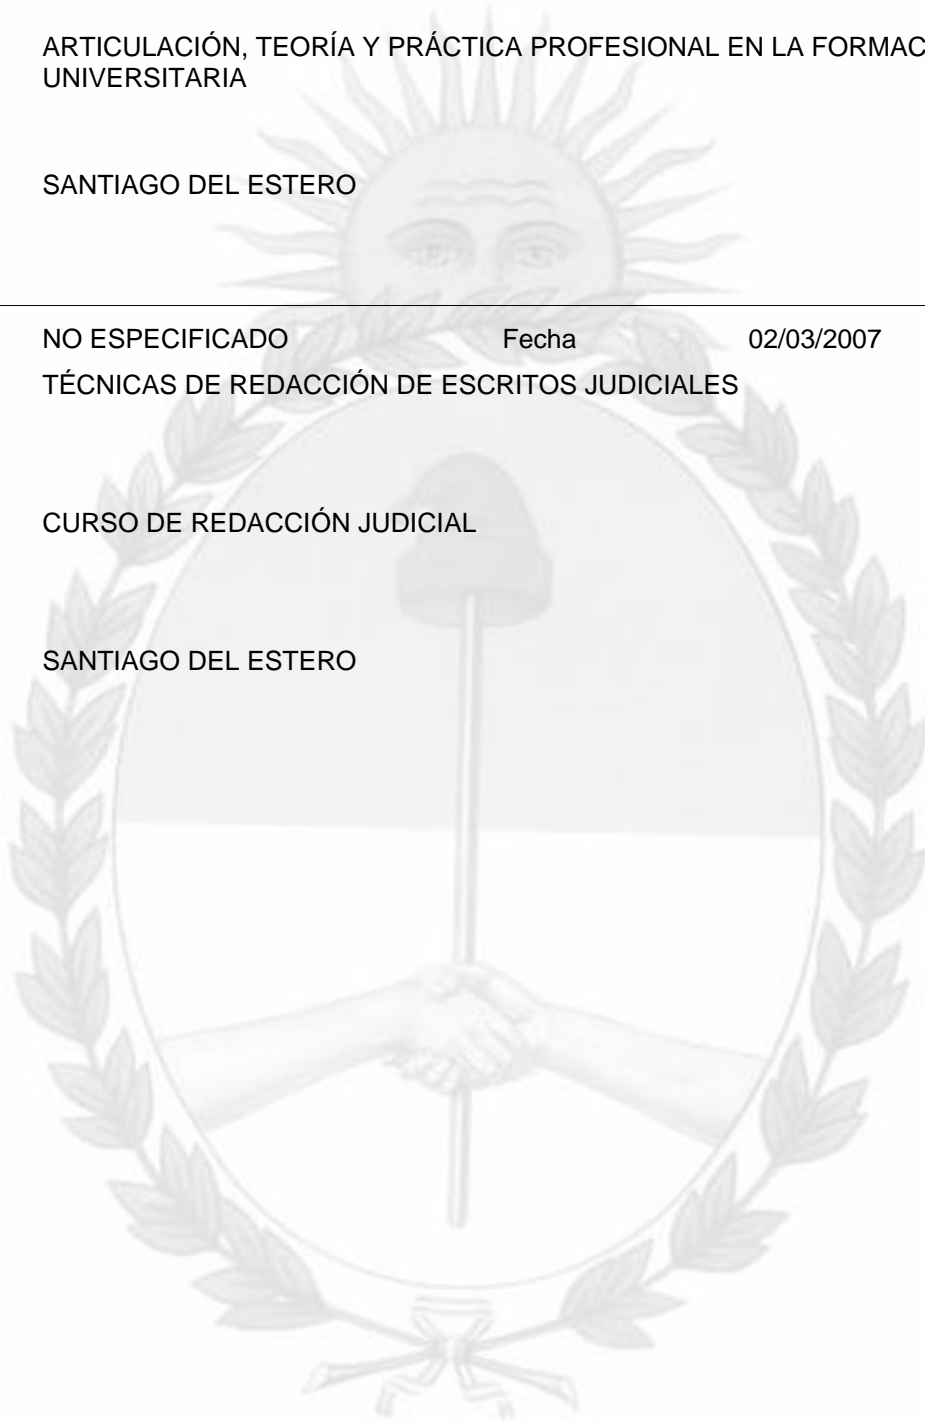 ARTICULACIÓN, TEORÍA Y PRÁCTICA PROFESIONAL EN LA FORMAC
UNIVERSITARIA
SANTIAGO DEL ESTERO
NO ESPECIFICADO Fecha 02/03/2007
TÉCNICAS DE REDACCIÓN DE ESCRITOS JUDICIALES
CURSO DE REDACCIÓN JUDICIAL
SANTIAGO DEL ESTERO